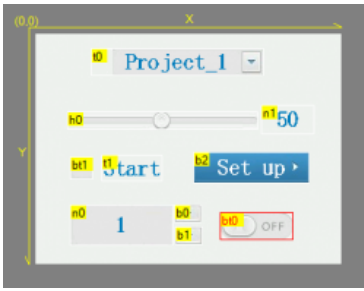 (0,0) X
t0 Project_1
h0 n1 50
Y
bt1 t1 Start b2 Set up
n0 1 b0 bt0 OFF
b1